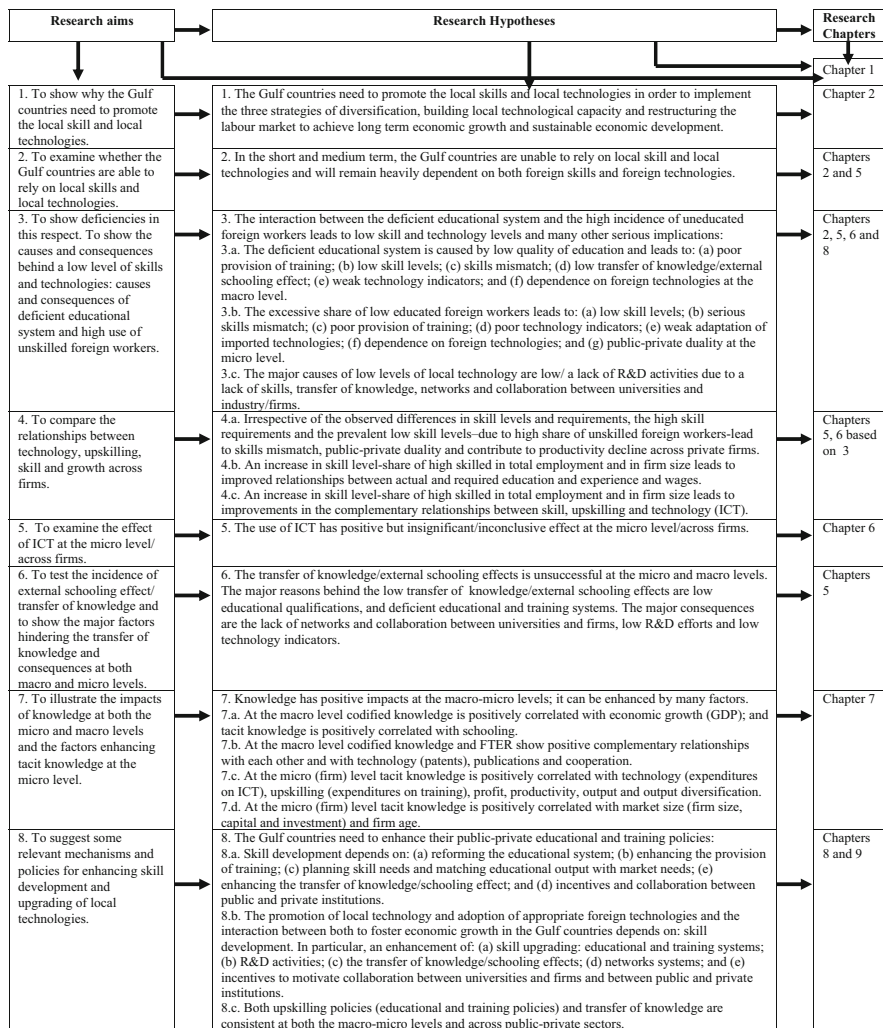 Research aims
Research Hypotheses
Research
Chapters
Chapter 1
1. To show why the Gulf
countries need to promote
the local skill and local
technologies.
1. The Gulf countries need to promote the local skills and local technologies in order to implement
the three strategies of diversification, building local technological capacity and restructuring the
labour market to achieve long term economic growth and sustainable economic development.
Chapter 2
2. To examine whether the
Gulf countries are able to
rely on local skills and
local technologies.
2. In the short and medium term, the Gulf countries are unable to rely on local skill and local
technologies and will remain heavily dependent on both foreign skills and foreign technologies.
Chapters
2 and 5
3. To show deficiencies in
this respect. To show the
causes and consequences
behind a low level of skills
and technologies: causes
and consequences of
deficient educational
system and high use of
unskilled foreign workers.
3. The interaction between the deficient educational system and the high incidence of uneducated
foreign workers leads to low skill and technology levels and many other serious implications:
3.a. The deficient educational system is caused by low quality of education and leads to: (a) poor
provision of training; (b) low skill levels; (c) skills mismatch; (d) low transfer of knowledge/external
schooling effect; (e) weak technology indicators; and (f) dependence on foreign technologies at the
macro level.
3.b. The excessive share of low educated foreign workers leads to: (a) low skill levels; (b) serious
skills mismatch; (c) poor provision of training; (d) poor technology indicators; (e) weak adaptation of
imported technologies; (f) dependence on foreign technologies; and (g) public-private duality at the
micro level.
3.c. The major causes of low levels of local technology are low/ a lack of R&D activities due to a
lack of skills, transfer of knowledge, networks and collaboration between universities and
industry/firms.
Chapters
2, 5, 6 and
8
4. To compare the
relationships between
technology, upskilling,
skill and growth across
firms.
4.a. Irrespective of the observed differences in skill levels and requirements, the high skill
requirements and the prevalent low skill levels–due to high share of unskilled foreign workers-lead
to skills mismatch, public-private duality and contribute to productivity decline across private firms.
4.b. An increase in skill level-share of high skilled in total employment and in firm size leads to
improved relationships between actual and required education and experience and wages.
4.c. An increase in skill level-share of high skilled in total employment and in firm size leads to
improvements in the complementary relationships between skill, upskilling and technology (ICT).
Chapters
5, 6 based
on 3
5. To examine the effect
of ICT at the micro level/
across firms.
5. The use of ICT has positive but insignificant/inconclusive effect at the micro level/across firms.
Chapter 6
6. To test the incidence of
external schooling effect/
transfer of knowledge and
to show the major factors
hindering the transfer of
knowledge and
consequences at both
macro and micro levels.
6. The transfer of knowledge/external schooling effects is unsuccessful at the micro and macro levels.
The major reasons behind the low transfer of knowledge/external schooling effects are low
educational qualifications, and deficient educational and training systems. The major consequences
are the lack of networks and collaboration between universities and firms, low R&D efforts and low
technology indicators.
Chapters
5
7. To illustrate the impacts
of knowledge at both the
micro and macro levels
and the factors enhancing
tacit knowledge at the
micro level.
7. Knowledge has positive impacts at the macro-micro levels; it can be enhanced by many factors.
7.a. At the macro level codified knowledge is positively correlated with economic growth (GDP); and
tacit knowledge is positively correlated with schooling.
7.b. At the macro level codified knowledge and FTER show positive complementary relationships
with each other and with technology (patents), publications and cooperation.
7.c. At the micro (firm) level tacit knowledge is positively correlated with technology (expenditures
on ICT), upskilling (expenditures on training), profit, productivity, output and output diversification.
7.d. At the micro (firm) level tacit knowledge is positively correlated with market size (firm size,
capital and investment) and firm age.
Chapter 7
8. To suggest some
relevant mechanisms and
policies for enhancing skill
development and
upgrading of local
technologies.
8. The Gulf countries need to enhance their public-private educational and training policies:
8.a. Skill development depends on: (a) reforming the educational system; (b) enhancing the provision
of training; (c) planning skill needs and matching educational output with market needs; (e)
enhancing the transfer of knowledge/schooling effect; and (d) incentives and collaboration between
public and private institutions.
8.b. The promotion of local technology and adoption of appropriate foreign technologies and the
interaction between both to foster economic growth in the Gulf countries depends on: skill
development. In particular, an enhancement of: (a) skill upgrading: educational and training systems;
(b) R&D activities; (c) the transfer of knowledge/schooling effects; (d) networks systems; and (e)
incentives to motivate collaboration between universities and firms and between public and private
institutions.
8.c. Both upskilling policies (educational and training policies) and transfer of knowledge are
consistent at both the macro-micro levels and across public-private sectors.
Chapters
8 and 9